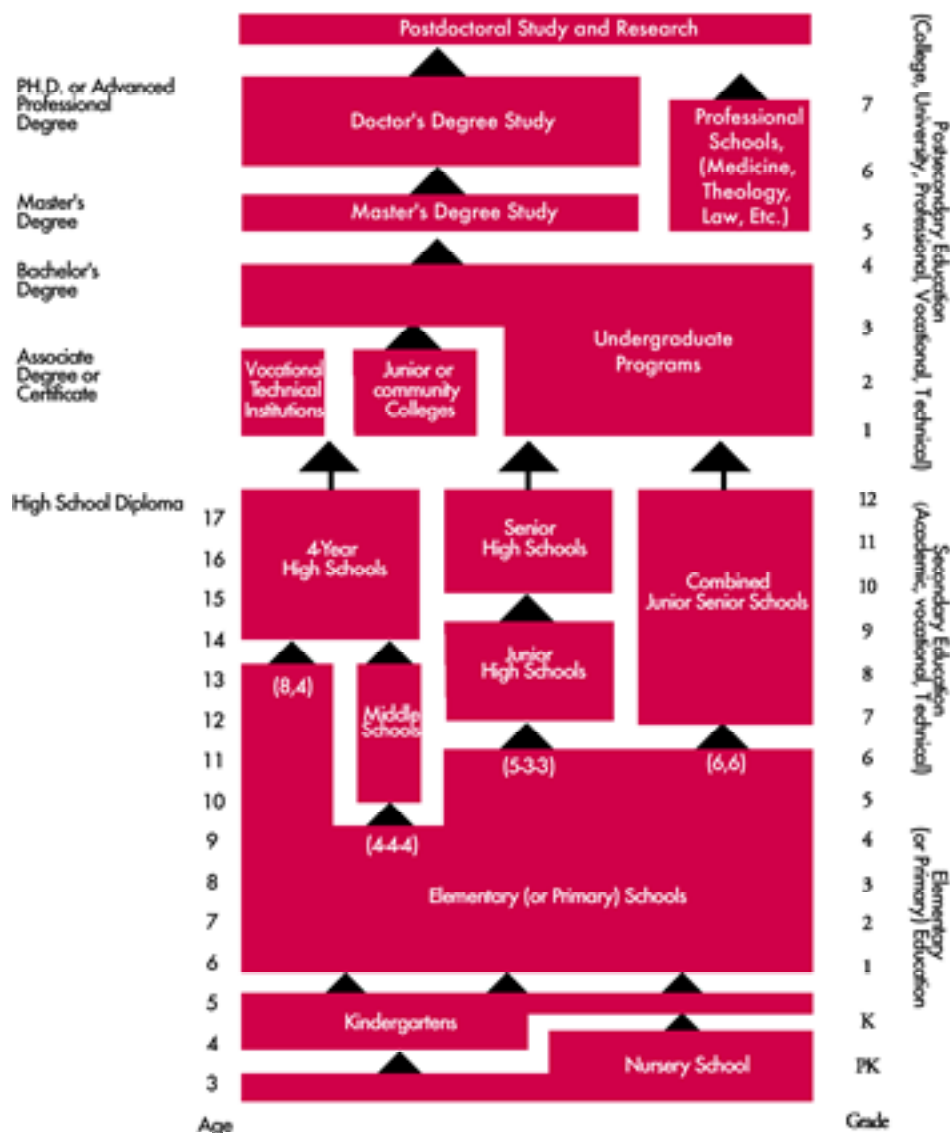 Postdoctoral Study and Research
PH.D. or Advanced
Professional
Degree
Doctor's Degree Study
Professional
Schools,
(Medicine,
Theology,
Law, Etc.)
7
6
Master's
Degree
Master's Degree Study
5
Bachelor's
Degree
4
3
Undergraduate
Programs
Associate
Degree or
Certificate
Vocational
Technical
Institutions
Junior or
community
Colleges
2
1
(College, University, Professional, Vocational, Technical)
Postsecondury Education
High School Diploma
17
16
15
14
13
12
11
10
9
8
7
6
5
4
3
Age
4-Year
High Schools
Senior
High Schools
Combined
Junior Senior Schools
Junior
High Schools
(8,4)
Middle
Schools
(5-3-3)
(6,6)
(4-4-4)
Elementary (or Primary) Schools
Kindergartens
Nursery School
12
11
10
9
8
7
6
5
4
3
2
1
K
PK
Grade
Secondary Education
(Academic, vocational, Technical)
Elementary
(or Primary) Education